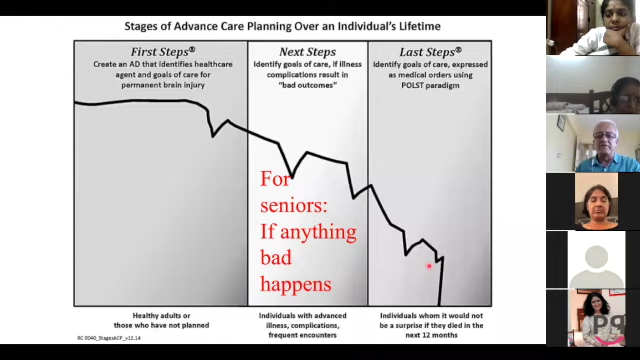 Stages of Advance Care Planning Over an Individual's Lifetime
First Steps®
Create an AD that identifies healthcare
agent and goals of care for
permanent brain injury
Next Steps
Identify goals of care, if illness
complications result in
"bad outcomes"
Last Steps®
Identify goals of care, expressed
as medical orders using
POLST paradigm
For
seniors:
If anything
bad
happens
Healthy adults or
those who have not planned
Individuals with advanced
illness, complications,
frequent encounters
Individuals whom it would not
be a surprise if they died in the
next 12 months
RC 0040_StagesACP_v12.14